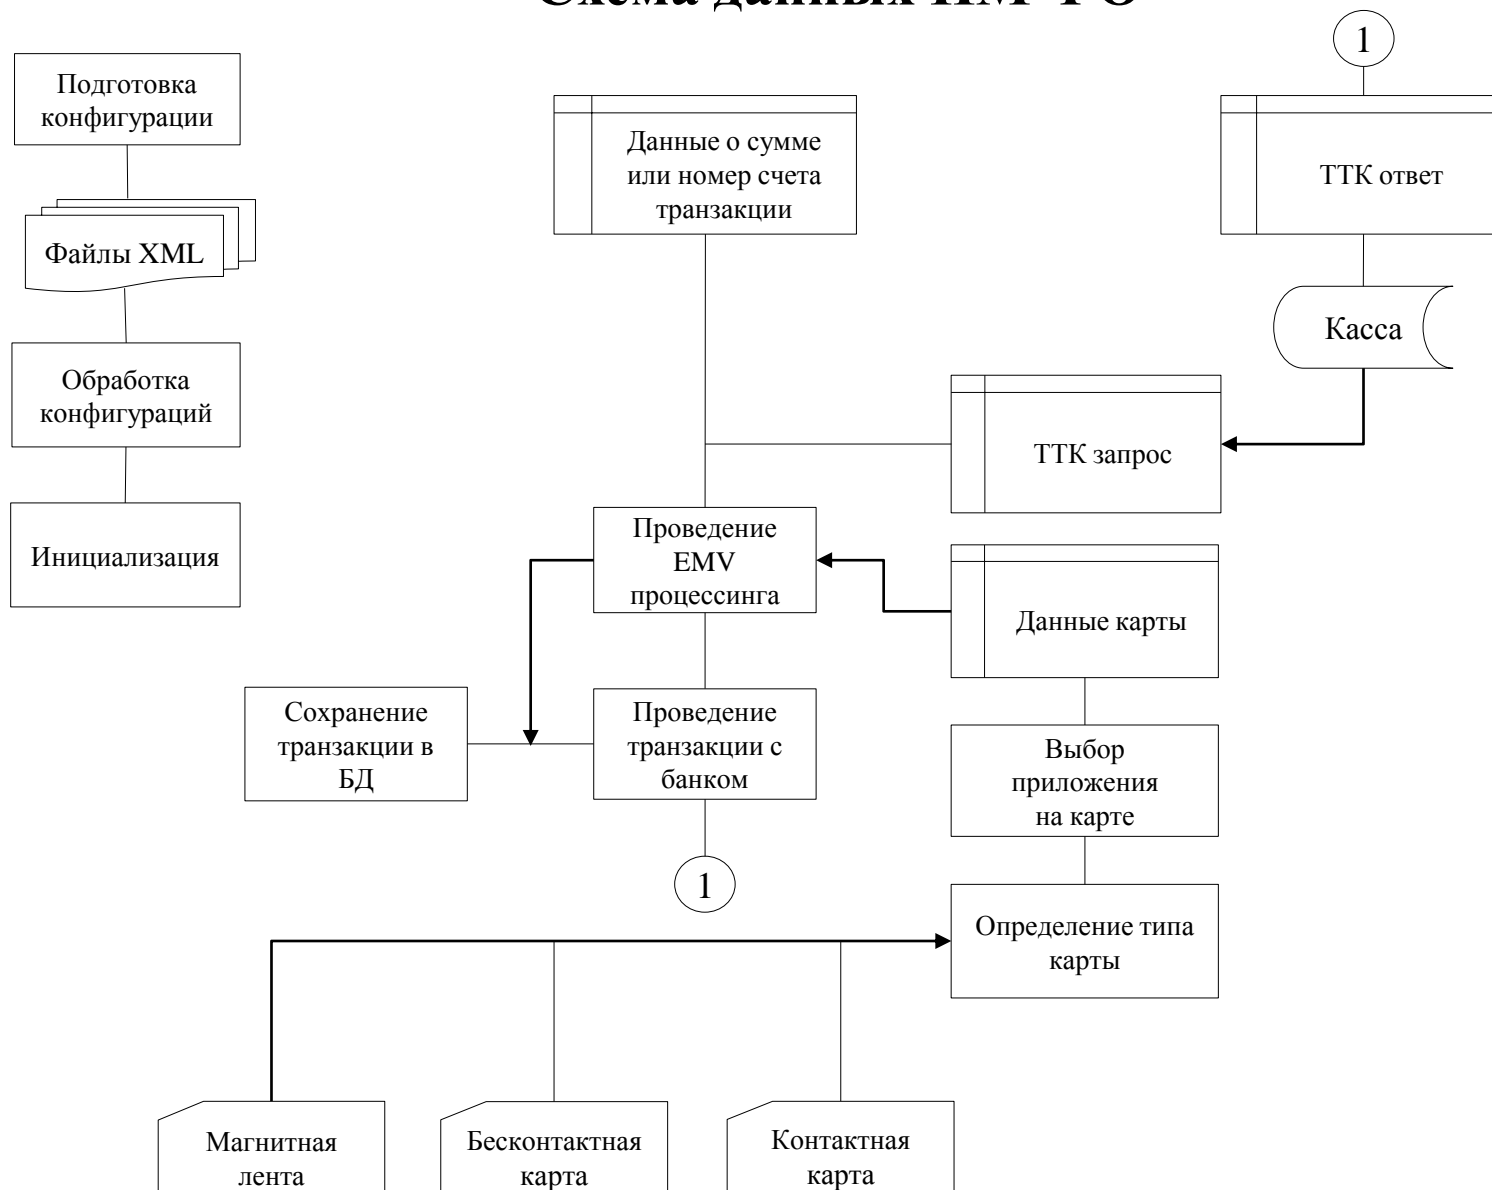 Схема данных
1
Подготовка
конфигурации
Файлы XML
Обработка
конфигураций
Инициализация
Данные о сумме
или номер счета
транзакции
ТТК ответ
Касса
ТТК запрос
Проведение
EMV
процессинга
Данные карты
Сохранение
транзакции в
БД
Проведение
транзакции с
банком
Выбор
приложения
на карте
1
Определение типа
карты
Магнитная
лента
Бесконтактная
карта
Контактная
карта